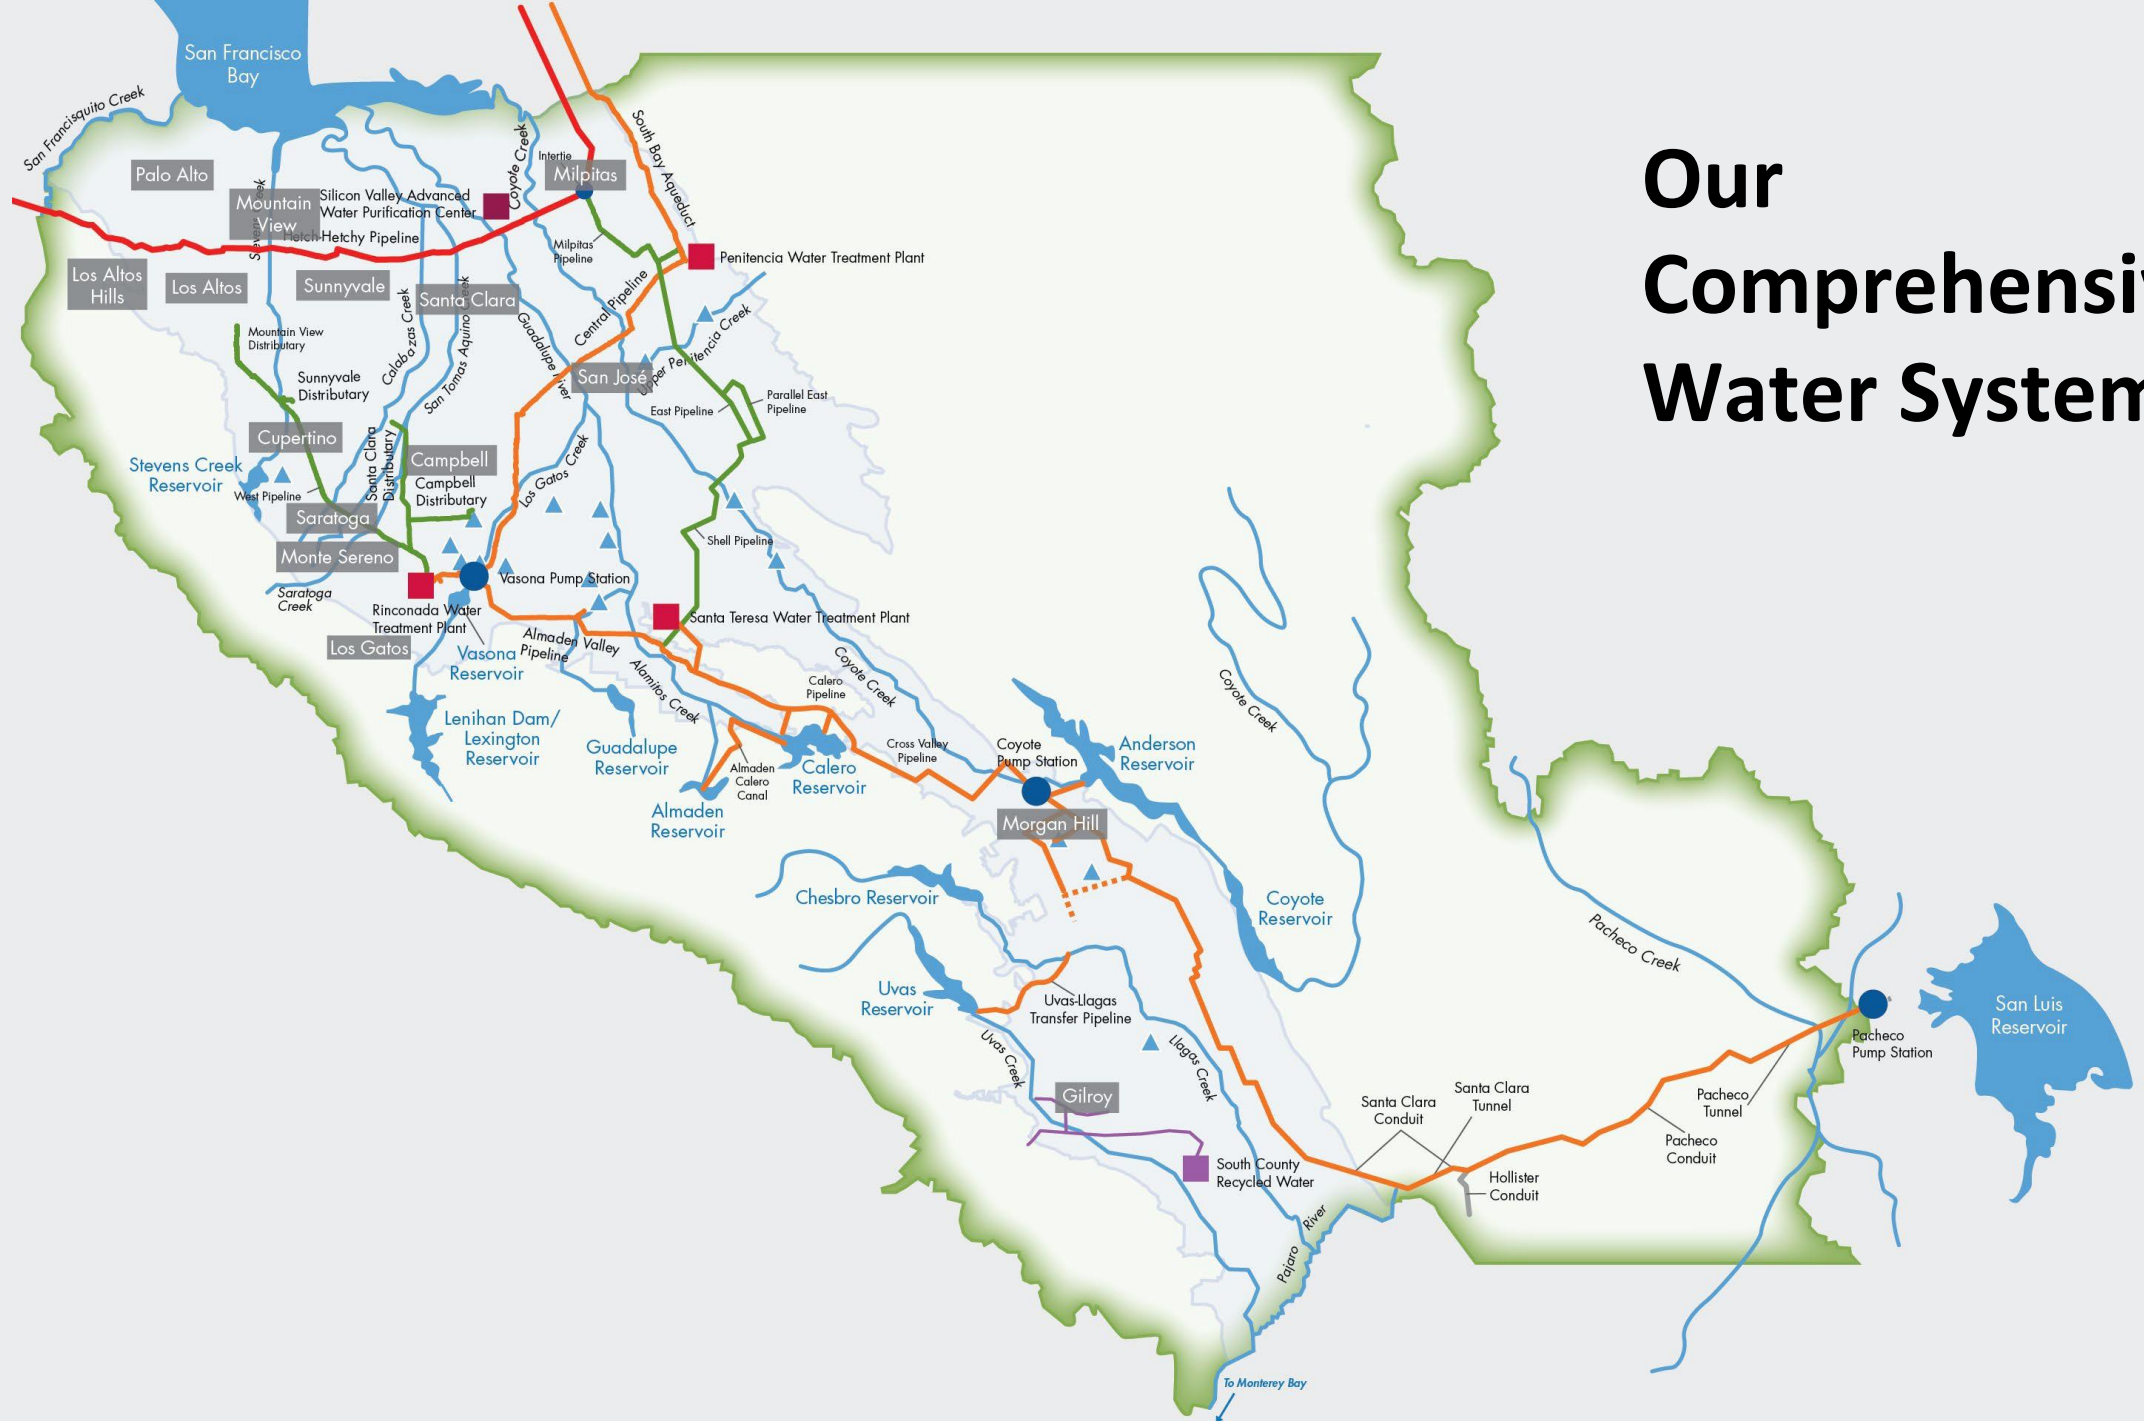 Our
Comprehensiv
Water System
San Francisco
Bay
San Francisquito Creek
Palo Alto
Mountain
View
Stevens Creek
Silicon Valley Advanced
Water Purification Center
Hetch-Hetchy Pipeline
Coyote Creek
Intertie
Milpitas
South Bay Aqueduct
Milpitas
Pipeline
Penitencia Water Treatment Plant
Los Altos
Hills
Los Altos
Sunnyvale
Santa Clara
Central Pipeline
Mountain View
Distributary
Sunnyvale
Distributary
Calabazas Creek
San Tomas Aquino Creek
Guadalupe River
San José
Upper Penitencia Creek
East Pipeline
Parallel East
Pipeline
Cupertino
Stevens Creek
Reservoir
West Pipeline
Santa Clara
Distributary
Campbell
Campbell
Distributary
Los Gatos Creek
Saratoga
Monte Sereno
Shell Pipeline
Saratoga
Creek
Vasona Pump Station
Rinconada Water
Treatment Plant
Santa Teresa Water Treatment Plant
Los Gatos
Vasona
Reservoir
Almaden Valley
Pipeline
Alamitos Creek
Calero
Pipeline
Coyote Creek
Coyote Creek
Lenihan Dam/
Lexington
Reservoir
Guadalupe
Reservoir
Almaden
Calero
Canal
Calero
Reservoir
Almaden
Reservoir
Cross Valley
Pipeline
Coyote
Pump Station
Anderson
Reservoir
Morgan Hill
Chesbro Reservoir
Coyote
Reservoir
Pacheco Creek
Uvas
Reservoir
Uvas-Llagas
Transfer Pipeline
San Luis
Reservoir
Pacheco
Pump Station
Uvas Creek
Llagas Creek
Gilroy
Santa Clara
Conduit
Santa Clara
Tunnel
Pacheco
Tunnel
Pacheco
Conduit
South County
Recycled Water
Hollister
Conduit
Pajaro River
To Monterey Bay